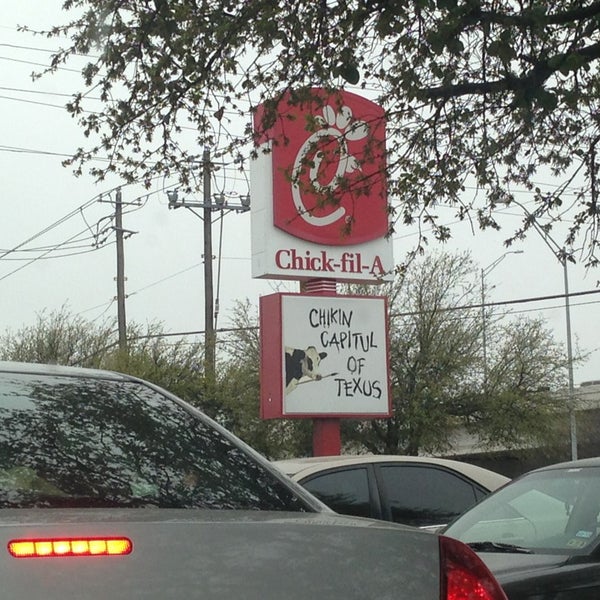 Chick-fil-A
CHIKIN
CAPITUL
OF
TEXUS